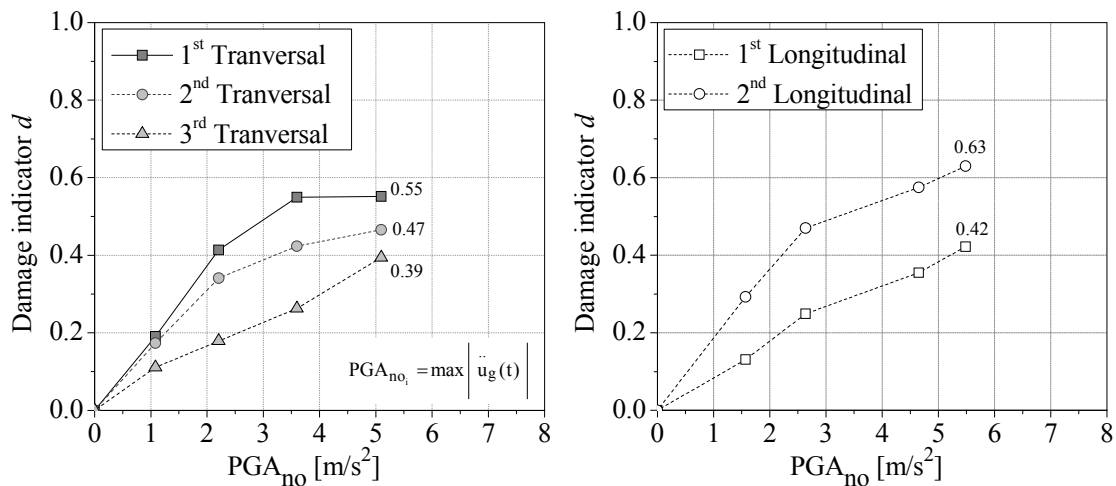 1.0
0.8
0.6
0.4
0.2
0.0
Damage indicator d
1st Tranversal
2nd Tranversal
3rd Tranversal
0.55
0.47
0.39
PGAnoi = max | üg(t) |
0 1 2 3 4 5 6 7 8
PGAno [m/s2]
1.0
0.8
0.6
0.4
0.2
0.0
Damage indicator d
1st Longitudinal
2nd Longitudinal
0.63
0.42
0 1 2 3 4 5 6 7 8
PGAno [m/s2]